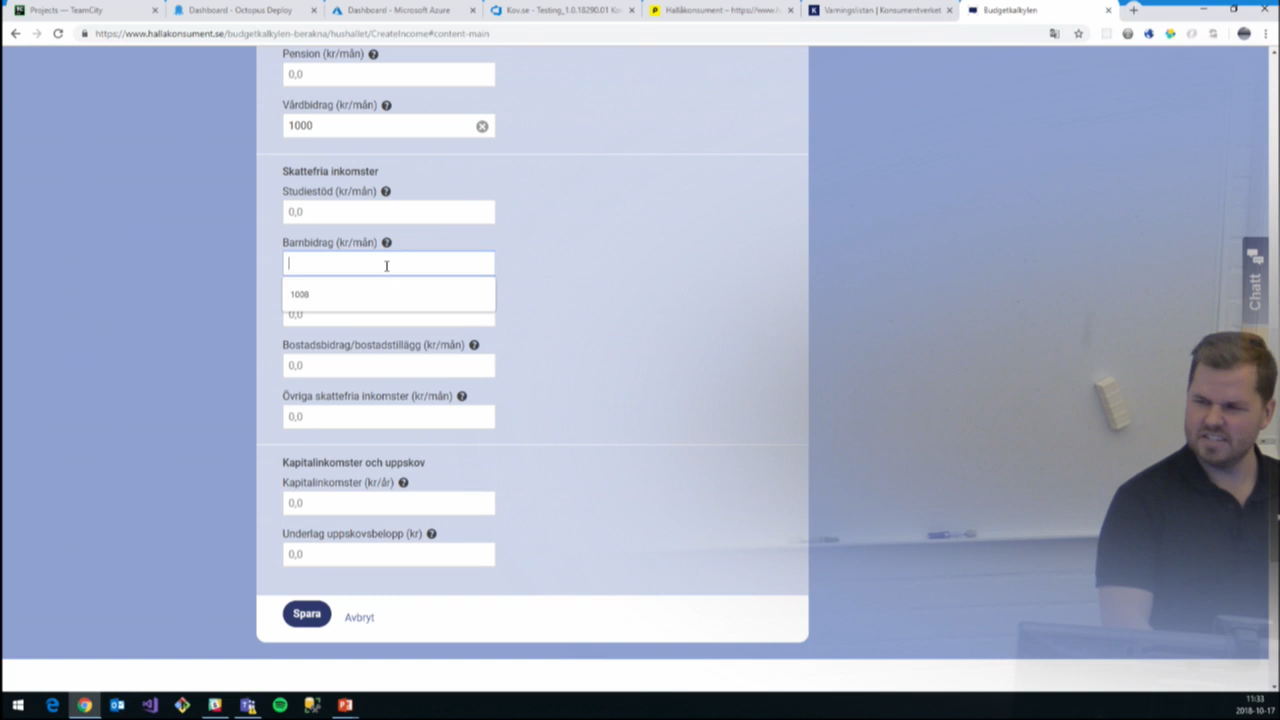 Projects — TeamCity
Dashboard - Octopus Deploy
Dashboard - Microsoft Azure
Kov.se - Testing_1.0.18290.01 Ko
Hallåkonsument – https://www.h
Varningslistan | Konsumentverket
Budgetkalkylen
https://www.hallakonsument.se/budgetkalkylen-berakna/hushallet/CreateIncome#content-main
Pension (kr/mån)
0,0
Vårdbidrag (kr/mån)
1000
Skattefria inkomster
Studiestöd (kr/mån)
0,0
Barnbidrag (kr/mån)
1008
0,0
Bostadsbidrag/bostadstillägg (kr/mån)
0,0
Övriga skattefria inkomster (kr/mån)
0,0
Kapitalinkomster och uppskov
Kapitalinkomster (kr/år)
0,0
Underlag uppskovsbelopp (kr)
0,0
Spara
Avbryt
Chatt
11:33
2018-10-17